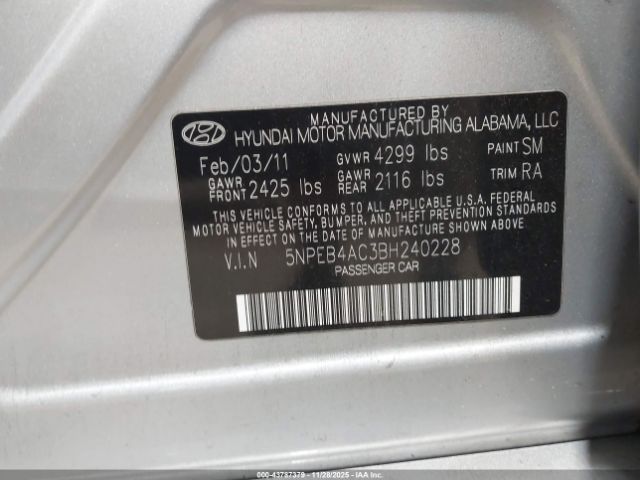 MANUFACTURED BY
HYUNDAI MOTOR MANUFACTURING ALABAMA, LLC
Feb/03/11 GVWR 4299 lbs PAINT SM
GAWR FRONT 2425 lbs GAWR REAR 2116 lbs TRIM RA
THIS VEHICLE CONFORMS TO ALL APPLICABLE U.S.A. FEDERAL
MOTOR VEHICLE SAFETY, BUMPER, AND THEFT PREVENTION STANDARDS
IN EFFECT ON THE DATE OF MANUFACTURE SHOWN ABOVE.
V.I.N 5NPEB4AC3BH240228
PASSENGER CAR
000-43787379 - 11/28/2025 - IAAI.COM